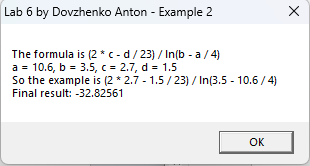 Lab 6 by Dovzhenko Anton - Example 2
The formula is (2 * c - d / 23) / ln(b - a / 4)
a = 10.6, b = 3.5, c = 2.7, d = 1.5
So the example is (2 * 2.7 - 1.5 / 23) / ln(3.5 - 10.6 / 4)
Final result: -32.82561
OK